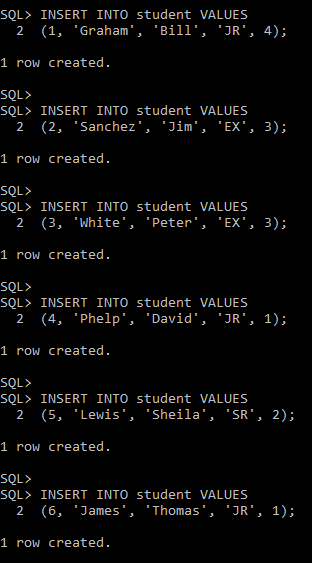 SQL> INSERT INTO student VALUES
  2  (1, 'Graham', 'Bill', 'JR', 4);
1 row created.
SQL>
SQL> INSERT INTO student VALUES
  2  (2, 'Sanchez', 'Jim', 'EX', 3);
1 row created.
SQL>
SQL> INSERT INTO student VALUES
  2  (3, 'White', 'Peter', 'EX', 3);
1 row created.
SQL>
SQL> INSERT INTO student VALUES
  2  (4, 'Phelp', 'David', 'JR', 1);
1 row created.
SQL>
SQL> INSERT INTO student VALUES
  2  (5, 'Lewis', 'Sheila', 'SR', 2);
1 row created.
SQL>
SQL> INSERT INTO student VALUES
  2  (6, 'James', 'Thomas', 'JR', 1);
1 row created.